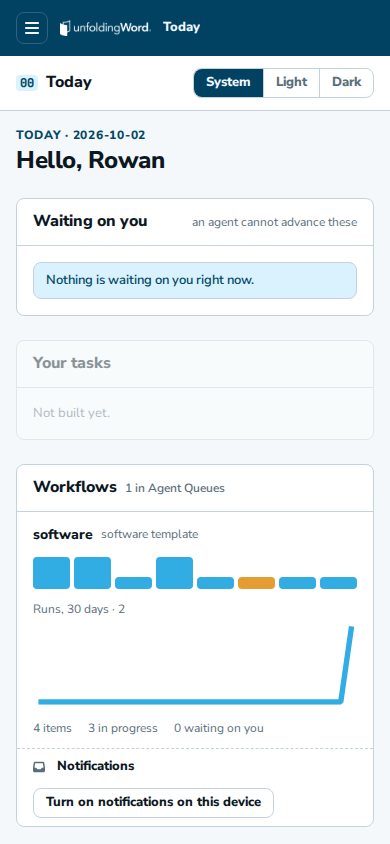 unfoldingWord. Today
00 Today System Light Dark
TODAY · 2026-10-02
Hello, Rowan
Waiting on you an agent cannot advance these
Nothing is waiting on you right now.
Your tasks
Not built yet.
Workflows 1 in Agent Queues
software software template
Runs, 30 days · 2
4 items 3 in progress 0 waiting on you
Notifications
Turn on notifications on this device